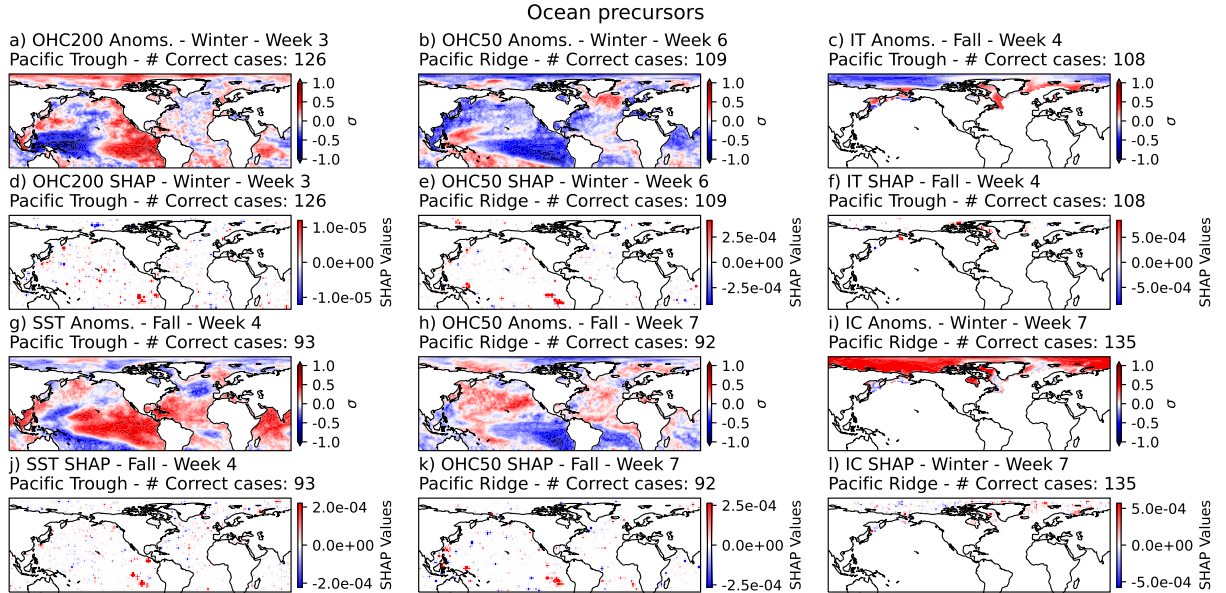 Ocean precursors
a) OHC200 Anoms. - Winter - Week 3
Pacific Trough - # Correct cases: 126
1.0
0.5
0.0
-0.5
-1.0
σ
b) OHC50 Anoms. - Winter - Week 6
Pacific Ridge - # Correct cases: 109
1.0
0.5
0.0
-0.5
-1.0
σ
c) IT Anoms. - Fall - Week 4
Pacific Trough - # Correct cases: 108
1.0
0.5
0.0
-0.5
-1.0
σ
d) OHC200 SHAP - Winter - Week 3
Pacific Trough - # Correct cases: 126
1.0e-05
0.0e+00
-1.0e-05
SHAP Values
e) OHC50 SHAP - Winter - Week 6
Pacific Ridge - # Correct cases: 109
2.5e-04
0.0e+00
-2.5e-04
SHAP Values
f) IT SHAP - Fall - Week 4
Pacific Trough - # Correct cases: 108
5.0e-04
0.0e+00
-5.0e-04
SHAP Values
g) SST Anoms. - Fall - Week 4
Pacific Trough - # Correct cases: 93
1.0
0.5
0.0
-0.5
-1.0
σ
h) OHC50 Anoms. - Fall - Week 7
Pacific Ridge - # Correct cases: 92
1.0
0.5
0.0
-0.5
-1.0
σ
i) IC Anoms. - Winter - Week 7
Pacific Ridge - # Correct cases: 135
1.0
0.5
0.0
-0.5
-1.0
σ
j) SST SHAP - Fall - Week 4
Pacific Trough - # Correct cases: 93
2.0e-04
0.0e+00
-2.0e-04
SHAP Values
k) OHC50 SHAP - Fall - Week 7
Pacific Ridge - # Correct cases: 92
2.5e-04
0.0e+00
-2.5e-04
SHAP Values
l) IC SHAP - Winter - Week 7
Pacific Ridge - # Correct cases: 135
5.0e-04
0.0e+00
-5.0e-04
SHAP Values